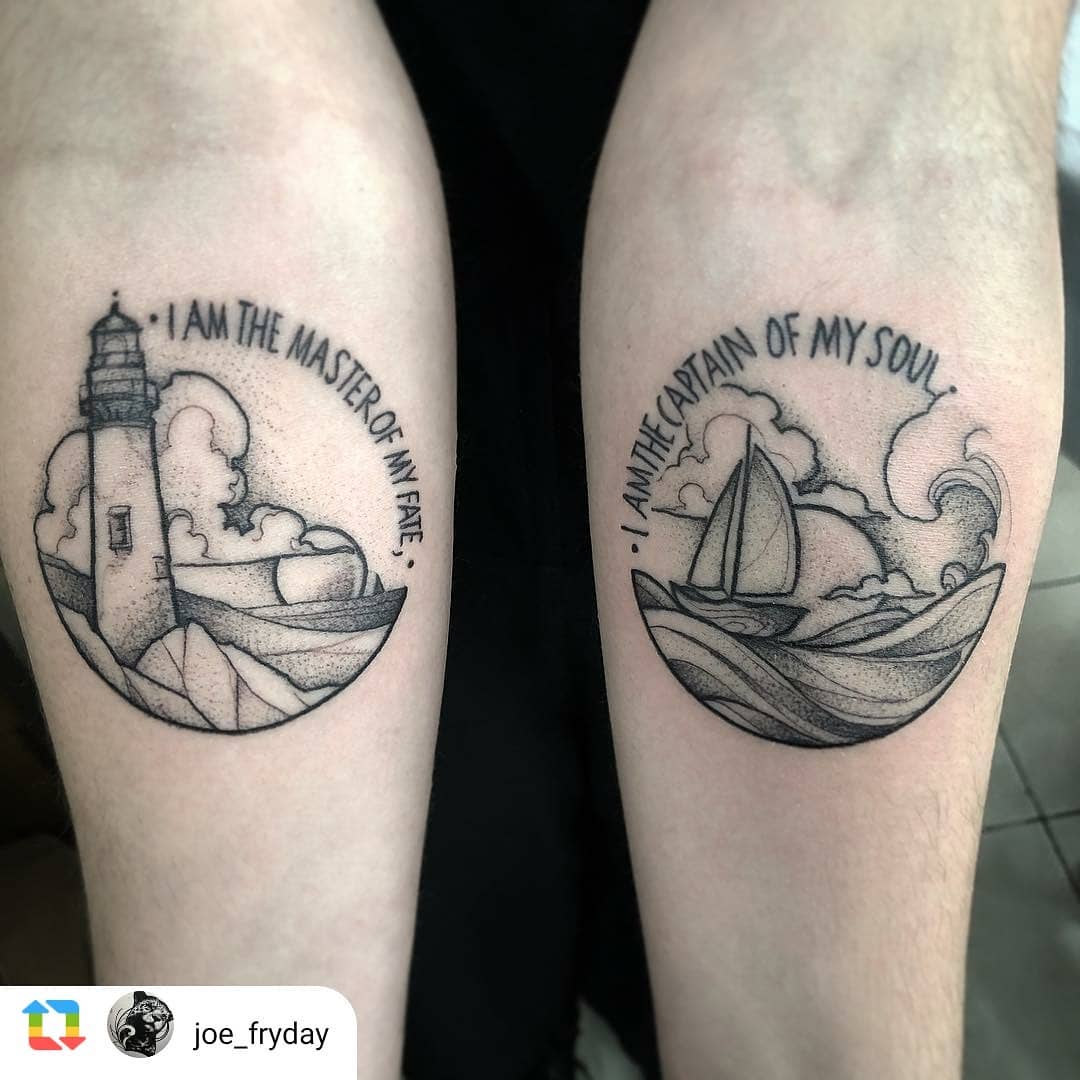 I AM THE MASTER OF MY FATE,
I AM THE CAPTAIN OF MY SOUL.
joe_fryday